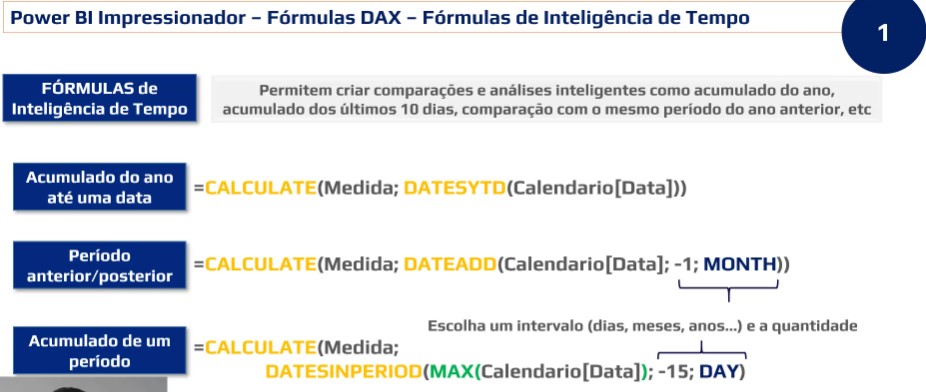 Power BI Impressionador – Fórmulas DAX – Fórmulas de Inteligência de Tempo
1
FÓRMULAS de
Inteligência de Tempo
Permitem criar comparações e análises inteligentes como acumulado do ano,
acumulado dos últimos 10 dias, comparação com o mesmo período do ano anterior, etc
Acumulado do ano
até uma data
=CALCULATE(Medida; DATESYTD(Calendario[Data]))
Período
anterior/posterior
=CALCULATE(Medida; DATEADD(Calendario[Data]; -1; MONTH))
Escolha um intervalo (dias, meses, anos...) e a quantidade
Acumulado de um
período
=CALCULATE(Medida;
DATESINPERIOD(MAX(Calendario[Data]); -15; DAY)